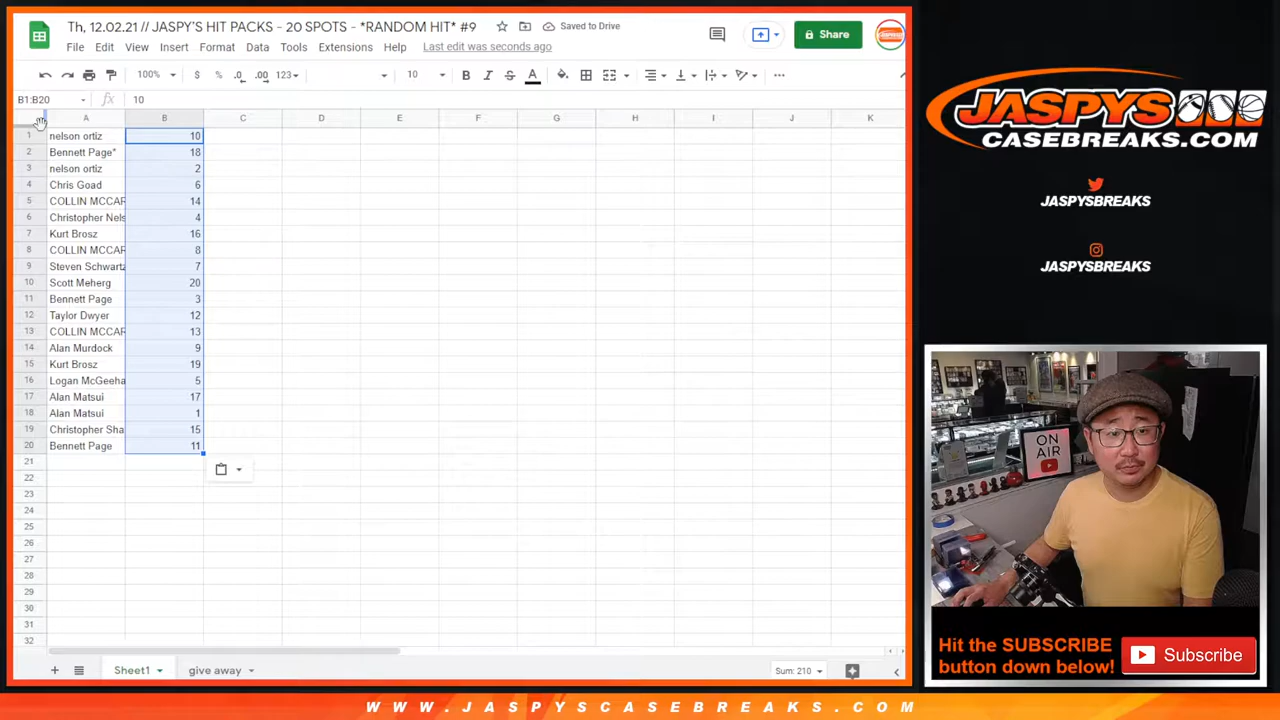 Th, 12.02.21 // JASPY'S HIT PACKS - 20 SPOTS - *RANDOM HIT* #9
Saved to Drive
Share
File Edit View Insert Format Data Tools Extensions Help Last edit was seconds ago
100% $ % .0 .00 123 10 B I S A
B1:B20 fx 10
A B C D E F G H I J K
1 nelson ortiz 10
2 Bennett Page* 18
3 nelson ortiz 2
4 Chris Goad 6
5 COLLIN MCCAR 14
6 Christopher Nels 4
7 Kurt Brosz 16
8 COLLIN MCCAR 8
9 Steven Schwartz 7
10 Scott Meherg 20
11 Bennett Page 3
12 Taylor Dwyer 12
13 COLLIN MCCAR 13
14 Alan Murdock 9
15 Kurt Brosz 19
16 Logan McGeeha 5
17 Alan Matsui 17
18 Alan Matsui 1
19 Christopher Sha 15
20 Bennett Page 11
21
22
23
24
25
26
27
28
29
30
31
32
Sheet1 give away Sum: 210
JASPYS
CASEBREAKS.COM
JASPYSBREAKS
JASPYSBREAKS
ON
AIR
Hit the SUBSCRIBE
button down below!
Subscribe
WWW.JASPYSCASEBREAKS.COM